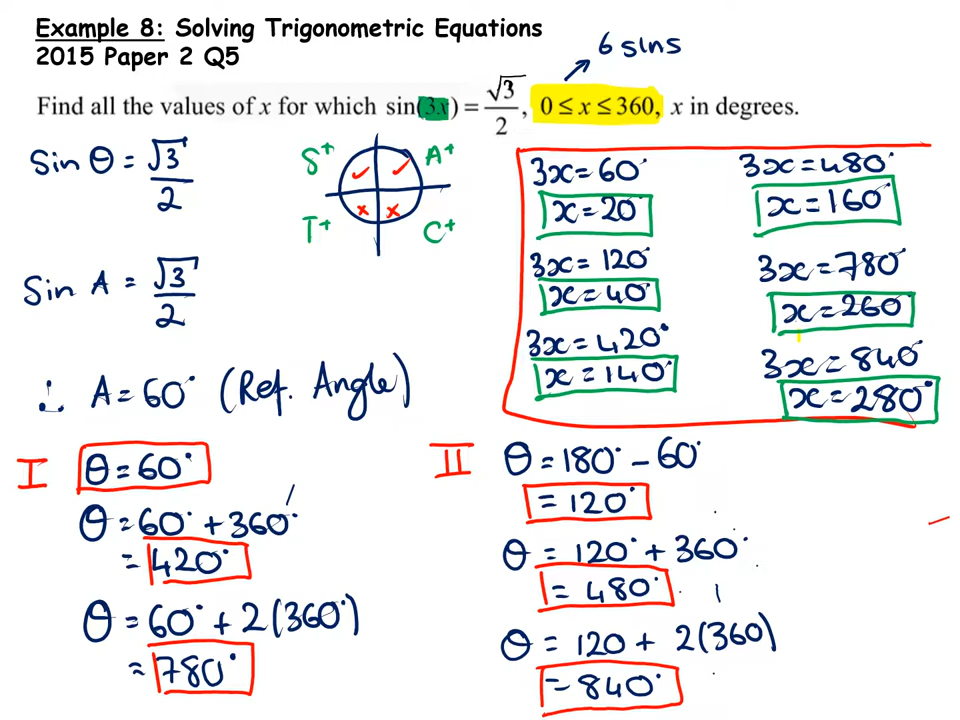 Example 8: Solving Trigonometric Equations
2015 Paper 2 Q5
6 slns
Find all the values of x for which sin(3x) = √3/2, 0 ≤ x ≤ 360, x in degrees.
Sin θ = √3/2
S+ A+
T+ C+
Sin A = √3/2
∴ A = 60° (Ref. Angle)
3x = 60°
x = 20°
3x = 120°
x = 40°
3x = 420°
x = 140°
3x = 480°
x = 160°
3x = 780°
x = 260°
3x = 840°
x = 280°
I θ = 60°
θ = 60° + 360°
= 420°
θ = 60° + 2(360°)
= 780°
II θ = 180° - 60°
= 120°
θ = 120° + 360°
= 480°
θ = 120 + 2(360)
= 840°